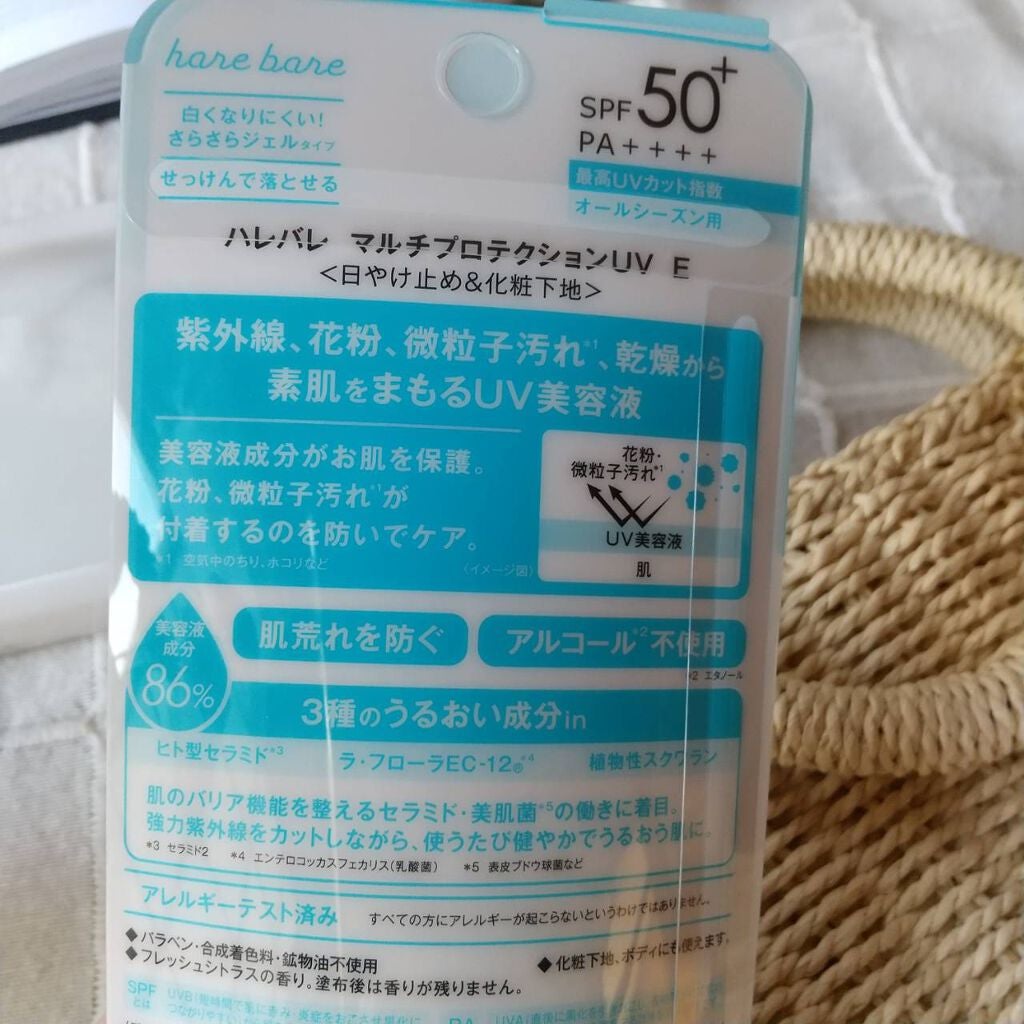 hare bare
白くなりにくい!
さらさらジェルタイプ
せっけんで落とせる
SPF50+
PA++++
最高UVカット指数
オールシーズン用
ハレバレ マルチプロテクションUV E
<日やけ止め&化粧下地>
紫外線、花粉、微粒子汚れ*1、乾燥から
素肌をまもるUV美容液
美容液成分がお肌を保護。
花粉、微粒子汚れ*1が
付着するのを防いでケア。
*1 空気中のちり、ホコリなど
(イメージ図)
花粉・
微粒子汚れ*1
UV美容液
肌
美容液
成分
86%
肌荒れを防ぐ
アルコール*2不使用
*2 エタノール
3種のうるおい成分in
ヒト型セラミド*3
ラ・フローラEC-12®*4
植物性スクワラン
肌のバリア機能を整えるセラミド・美肌菌*5の働きに着目。
強力紫外線をカットしながら、使うたび健やかでうるおう肌に。
*3 セラミド2 *4 エンテロコッカスフェカリス(乳酸菌) *5 表皮ブドウ球菌など
アレルギーテスト済み
すべての方にアレルギーが起こらないというわけではありません。
◆パラベン・合成着色料・鉱物油不使用
◆化粧下地、ボディにも使えます。
◆フレッシュシトラスの香り。塗布後は香りが残りません。
SPF
とは
PA